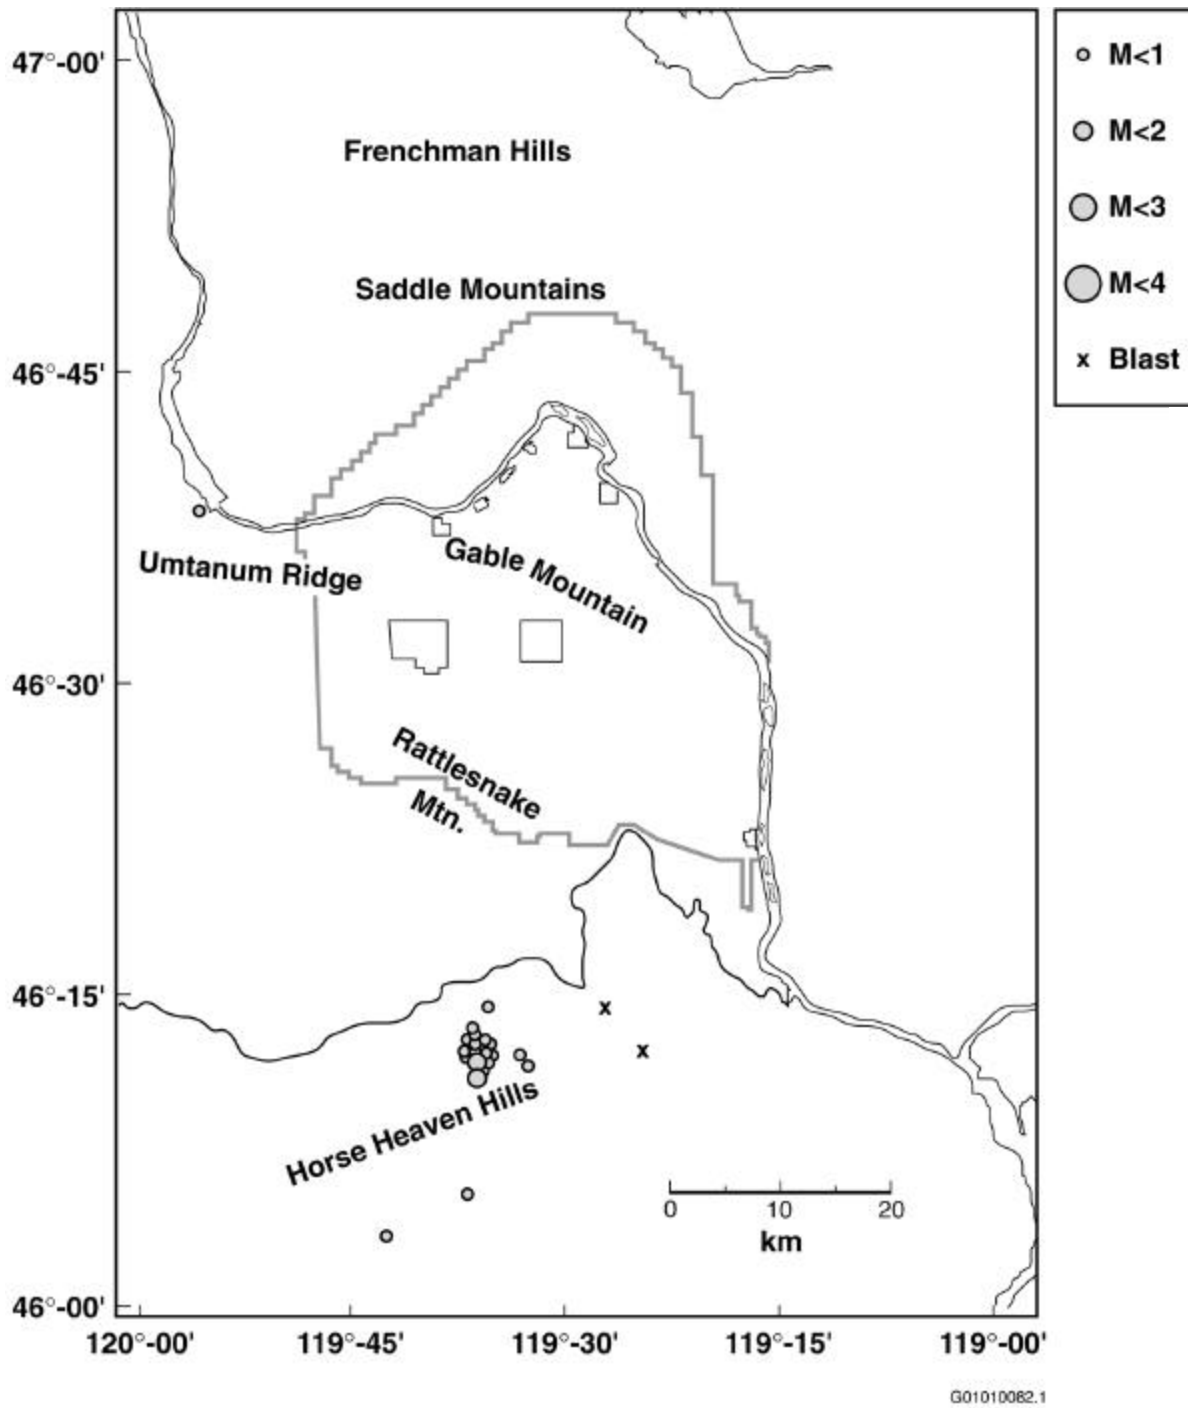 47°-00'
46°-45'
46°-30'
46°-15'
46°-00'
120°-00'
119°-45'
119°-30'
119°-15'
119°-00'
Frenchman Hills
Saddle Mountains
Umtanum Ridge
Gable Mountain
Rattlesnake
Mtn.
x
x
Horse Heaven Hills
0 10 20
km
M<1
M<2
M<3
M<4
x Blast
G01010082.1